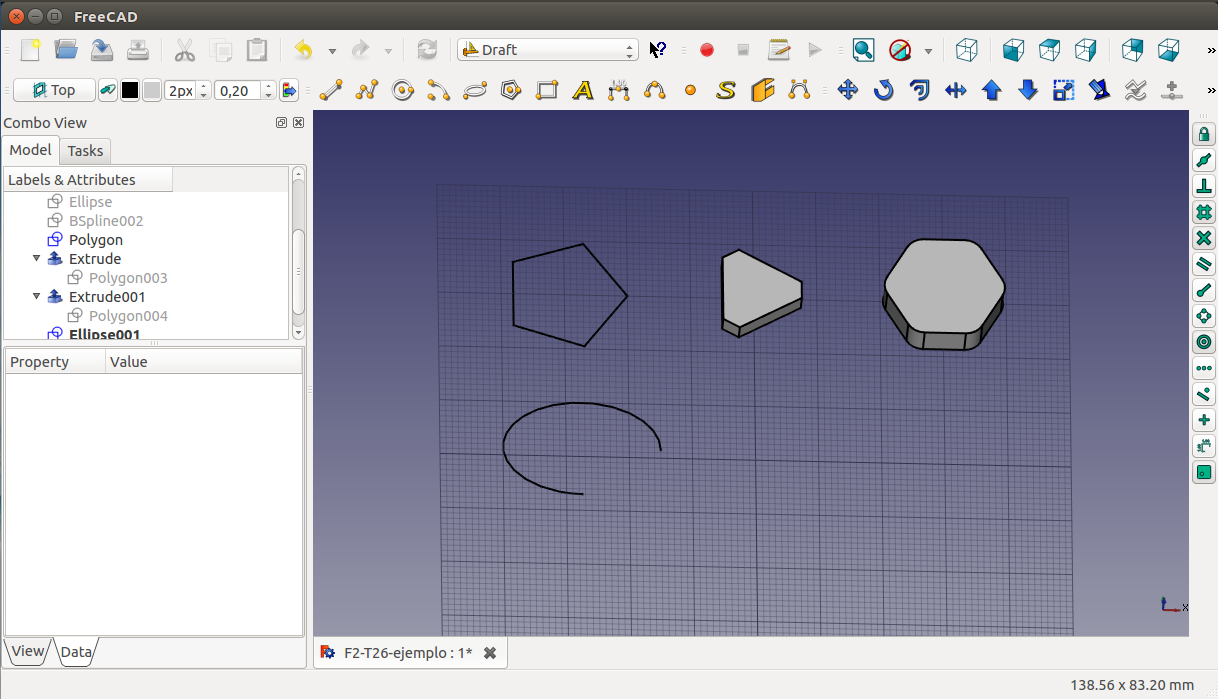 FreeCAD
Draft
Top
2px
0,20
Combo View
Model
Tasks
Labels & Attributes
Ellipse
BSpline002
Polygon
Extrude
Polygon003
Extrude001
Polygon004
Ellipse001
Property
Value
View
Data
x
F2-T26-ejemplo : 1*
138.56 x 83.20 mm